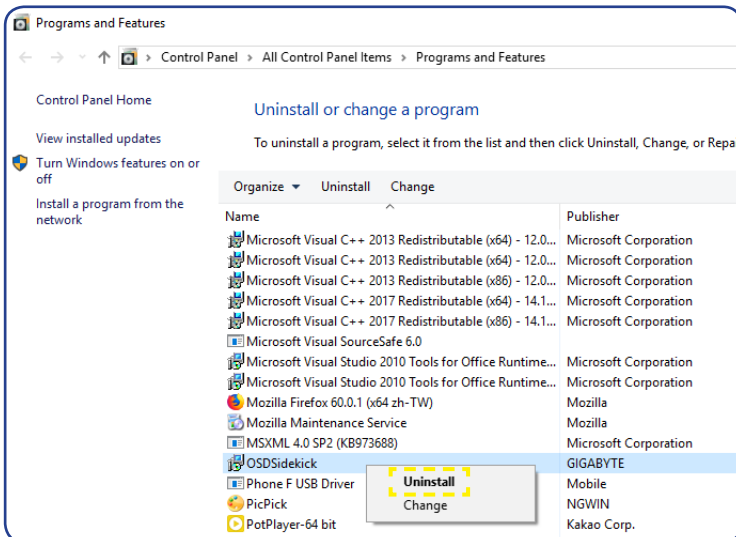 Programs and Features
Control Panel > All Control Panel Items > Programs and Features
Control Panel Home
View installed updates
Turn Windows features on or
off
Install a program from the
network
Uninstall or change a program
To uninstall a program, select it from the list and then click Uninstall, Change, or Repa
Organize Uninstall Change
Name Publisher
Microsoft Visual C++ 2013 Redistributable (x64) - 12.0... Microsoft Corporation
Microsoft Visual C++ 2013 Redistributable (x64) - 12.0... Microsoft Corporation
Microsoft Visual C++ 2013 Redistributable (x86) - 12.0... Microsoft Corporation
Microsoft Visual C++ 2017 Redistributable (x64) - 14.1... Microsoft Corporation
Microsoft Visual C++ 2017 Redistributable (x86) - 14.1... Microsoft Corporation
Microsoft Visual SourceSafe 6.0
Microsoft Visual Studio 2010 Tools for Office Runtime... Microsoft Corporation
Microsoft Visual Studio 2010 Tools for Office Runtime... Microsoft Corporation
Mozilla Firefox 60.0.1 (x64 zh-TW) Mozilla
Mozilla Maintenance Service Mozilla
MSXML 4.0 SP2 (KB973688) Microsoft Corporation
OSDSidekick GIGABYTE
Phone F USB Driver Uninstall Mobile
PicPick Change NGWIN
PotPlayer-64 bit Kakao Corp.